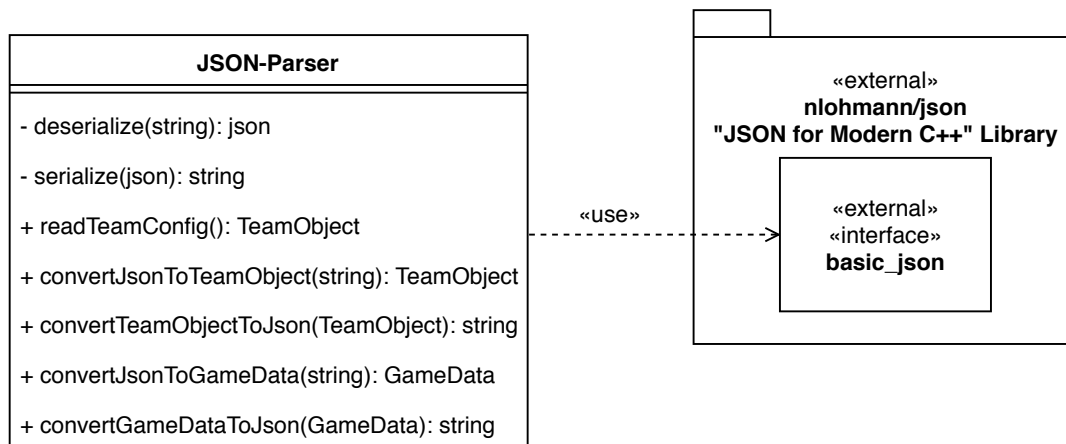 JSON-Parser
- deserialize(string): json
- serialize(json): string
+ readTeamConfig(): TeamObject
+ convertJsonToTeamObject(string): TeamObject
+ convertTeamObjectToJson(TeamObject): string
+ convertJsonToGameData(string): GameData
+ convertGameDataToJson(GameData): string
«use»
«external»
nlohmann/json
"JSON for Modern C++" Library
«external»
«interface»
basic_json